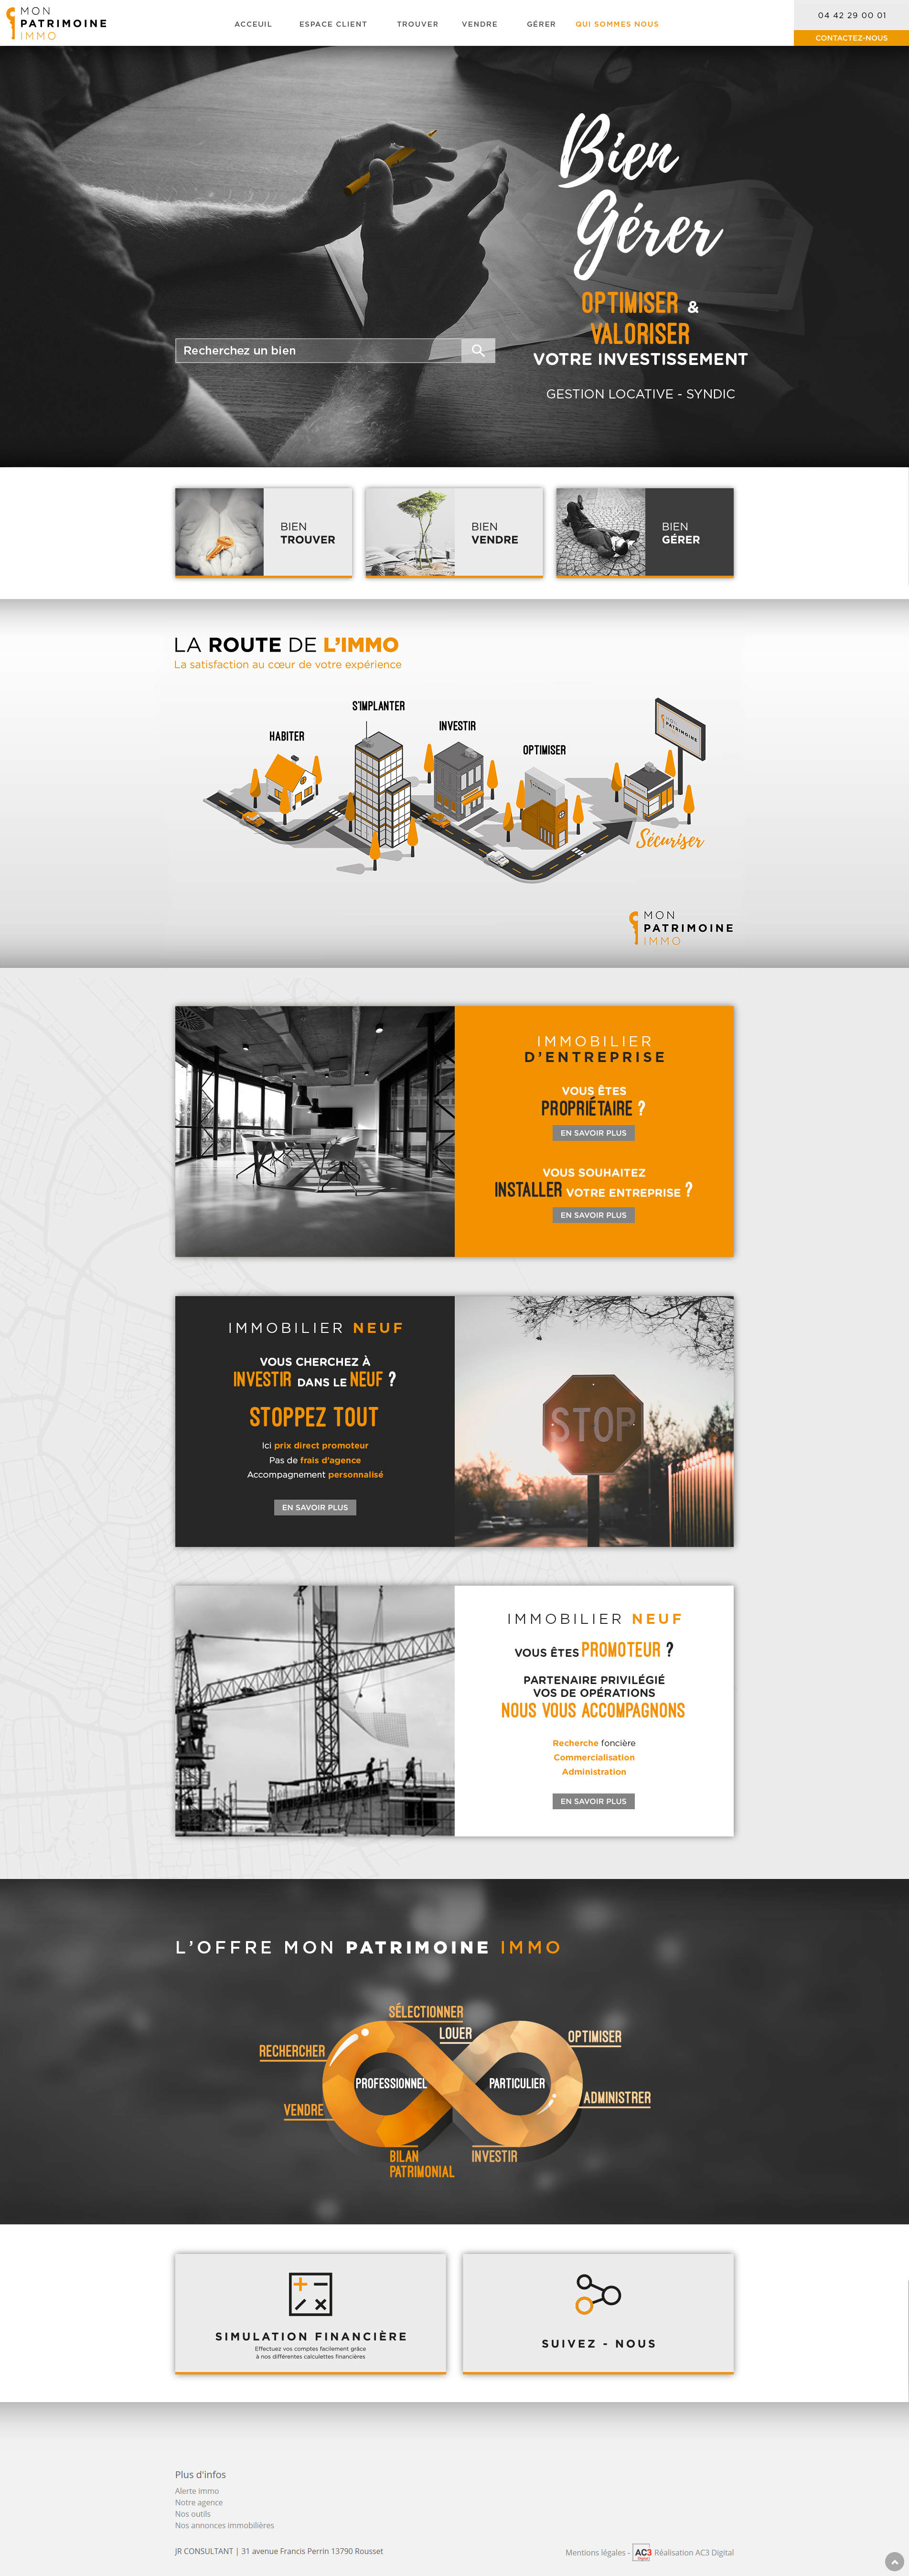 MON
PATRIMOINE
IMMO
ACCEUIL
ESPACE CLIENT
TROUVER
VENDRE
GÉRER
QUI SOMMES NOUS
04 42 29 00 01
CONTACTEZ-NOUS
Bien
Gérer
OPTIMISER &
VALORISER
VOTRE INVESTISSEMENT
Recherchez un bien
GESTION LOCATIVE - SYNDIC
BIEN
TROUVER
BIEN
VENDRE
BIEN
GÉRER
LA ROUTE DE L'IMMO
La satisfaction au cœur de votre expérience
HABITER
S'IMPLANTER
INVESTIR
OPTIMISER
MON
PATRIMOINE
Sécuriser
MON
PATRIMOINE
IMMO
IMMOBILIER
D'ENTREPRISE
VOUS ÊTES
PROPRIÉTAIRE ?
EN SAVOIR PLUS
VOUS SOUHAITEZ
INSTALLER VOTRE ENTREPRISE ?
EN SAVOIR PLUS
IMMOBILIER NEUF
VOUS CHERCHEZ À
INVESTIR DANS LE NEUF ?
STOPPEZ TOUT
Ici prix direct promoteur
Pas de frais d'agence
Accompagnement personnalisé
EN SAVOIR PLUS
STOP
IMMOBILIER NEUF
VOUS ÊTES PROMOTEUR ?
PARTENAIRE PRIVILÉGIÉ
VOS DE OPÉRATIONS
NOUS VOUS ACCOMPAGNONS
Recherche foncière
Commercialisation
Administration
EN SAVOIR PLUS
L'OFFRE MON PATRIMOINE IMMO
SÉLECTIONNER
LOUER
OPTIMISER
RECHERCHER
PROFESSIONNEL
PARTICULIER
ADMINISTRER
VENDRE
BILAN
PATRIMONIAL
INVESTIR
SIMULATION FINANCIÈRE
Effectuez vos comptes facilement grâce
à nos différentes calculettes financières
SUIVEZ - NOUS
Plus d'infos
Alerte immo
Notre agence
Nos outils
Nos annonces immobilières
JR CONSULTANT | 31 avenue Francis Perrin 13790 Rousset
Mentions légales - AC3 Digital Réalisation AC3 Digital